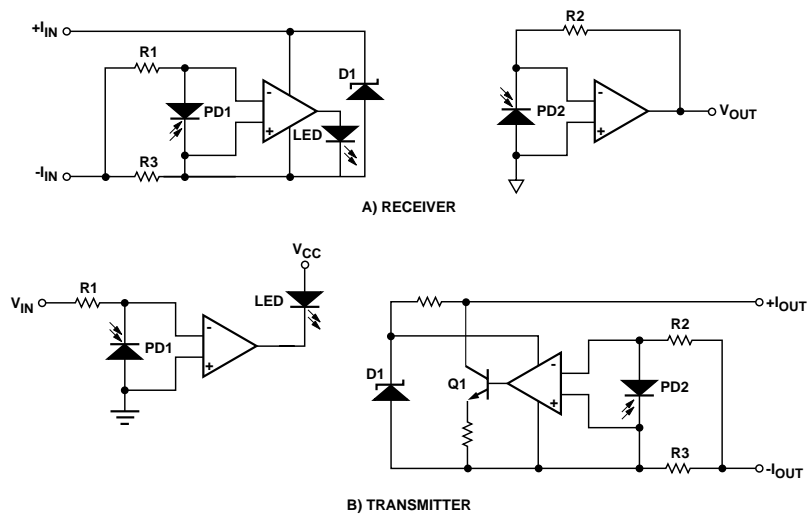 +IIN
R1
PD1
-
+
LED
D1
R3
-IIN
R2
PD2
-
+
VOUT
A) RECEIVER
VIN
R1
PD1
-
+
VCC
LED
D1
Q1
-
+
R2
PD2
R3
+IOUT
-IOUT
B) TRANSMITTER